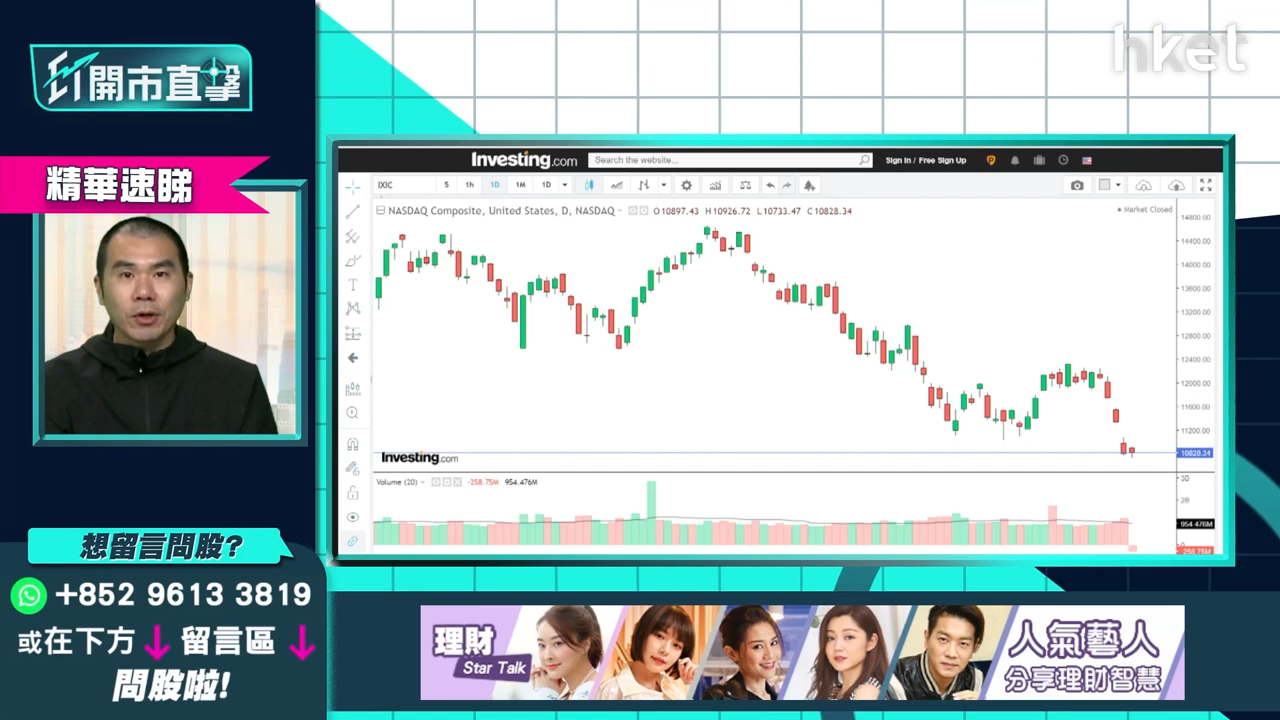 ET開市直擊
hket
精華速睇
Investing.com
Search the website...
Sign In / Free Sign Up
IXIC
5
1h
1D
1M
1D
NASDAQ Composite, United States, D, NASDAQ
O10897.43 H10926.72 L10733.47 C10828.34
Market Closed
14800.00
14400.00
14000.00
13600.00
13200.00
12800.00
12400.00
12000.00
11600.00
11200.00
10828.34
Investing.com
Volume (20)
-258.75M
954.476M
954.476M
258.75M
想留言問股?
+852 9613 3819
或在下方 留言區
問股啦!
理財
Star Talk
人氣藝人
分享理財智慧